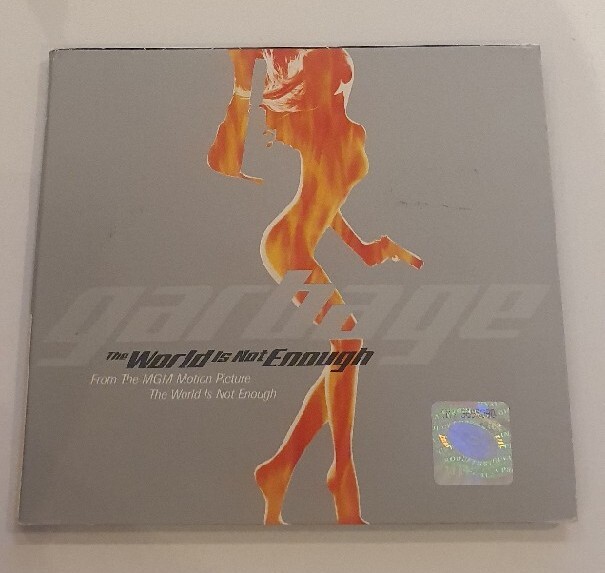 garbage
The World Is Not Enough
From The MGM Motion Picture
The World Is Not Enough